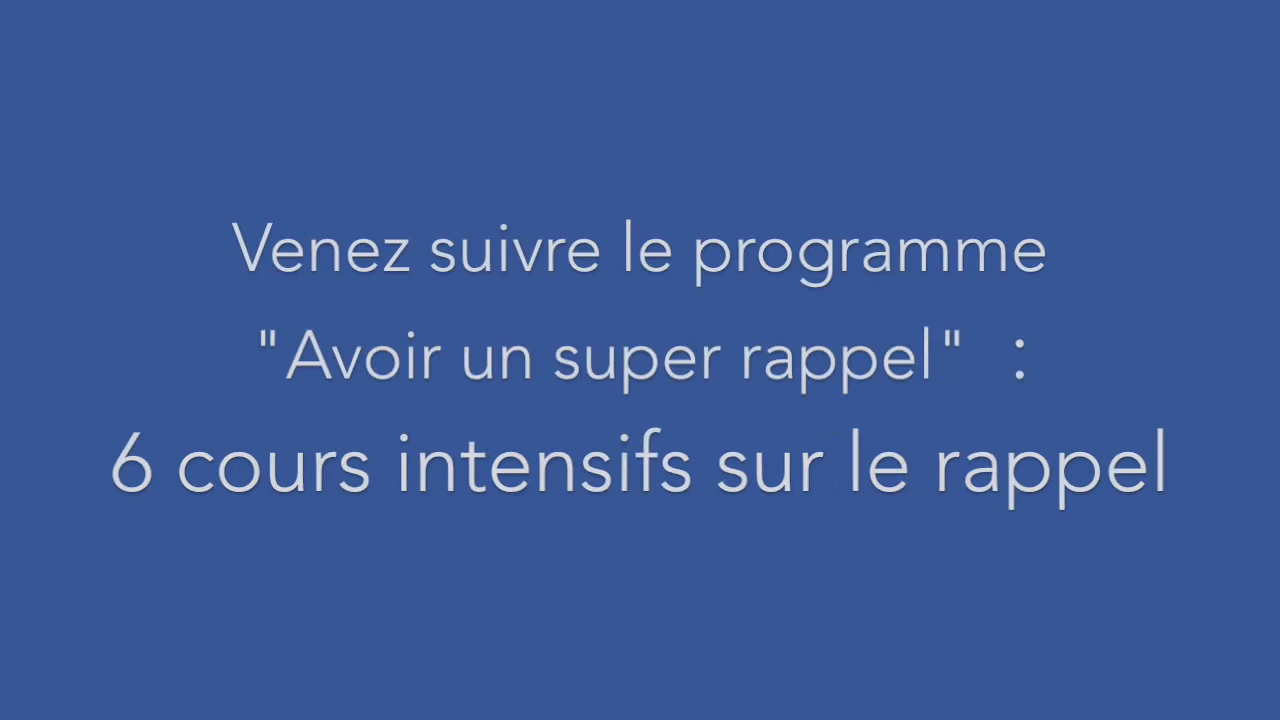 Venez suivre le programme
"Avoir un super rappel" :
6 cours intensifs sur le rappel